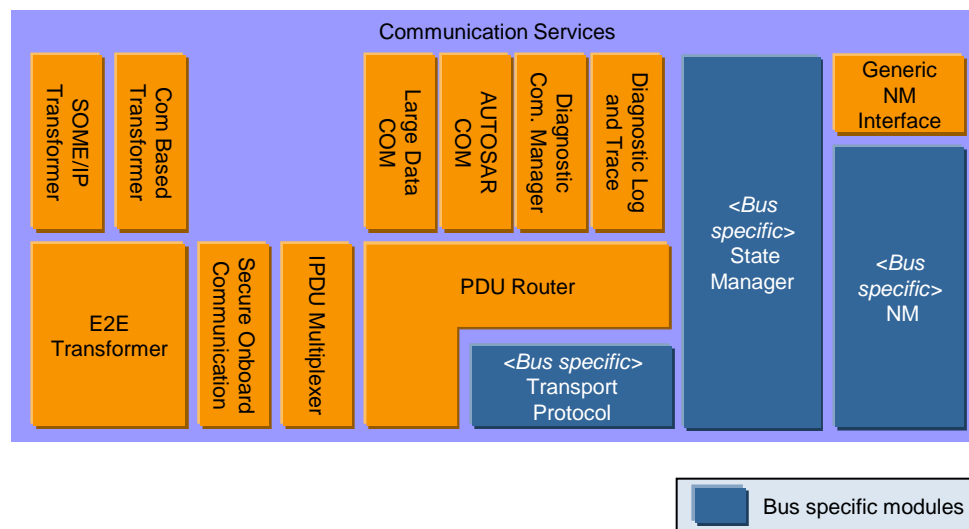 Communication Services
SOME/IP
Transformer
Com Based
Transformer
Large Data
COM
AUTOSAR
COM
Diagnostic
Com. Manager
Diagnostic Log
and Trace
<Bus
specific>
State
Manager
Generic
NM
Interface
E2E
Transformer
Secure Onboard
Communication
IPDU Multiplexer
PDU Router
<Bus specific>
Transport
Protocol
<Bus
specific>
NM
Bus specific modules